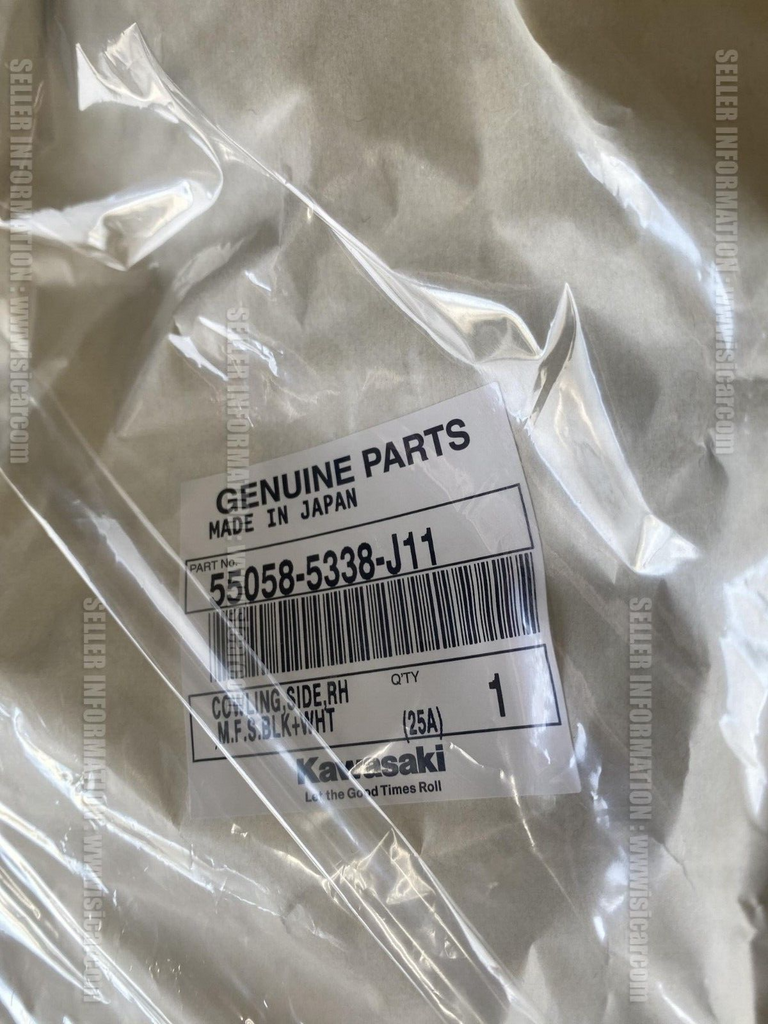 GENUINE PARTS
MADE IN JAPAN
PART No.
55058-5338-J11
COWLING,SIDE,RH
M.F.S.BLK+WHT
Q'TY
(25A)
1
Kawasaki
Let the Good Times Roll
SELLER INFORMATION : www.isicar.com
SELLER INFORMATION : www.isicar.com
SELLER INFORMATION : www.isicar.com
SELLER INFORMATION : www.isicar.com